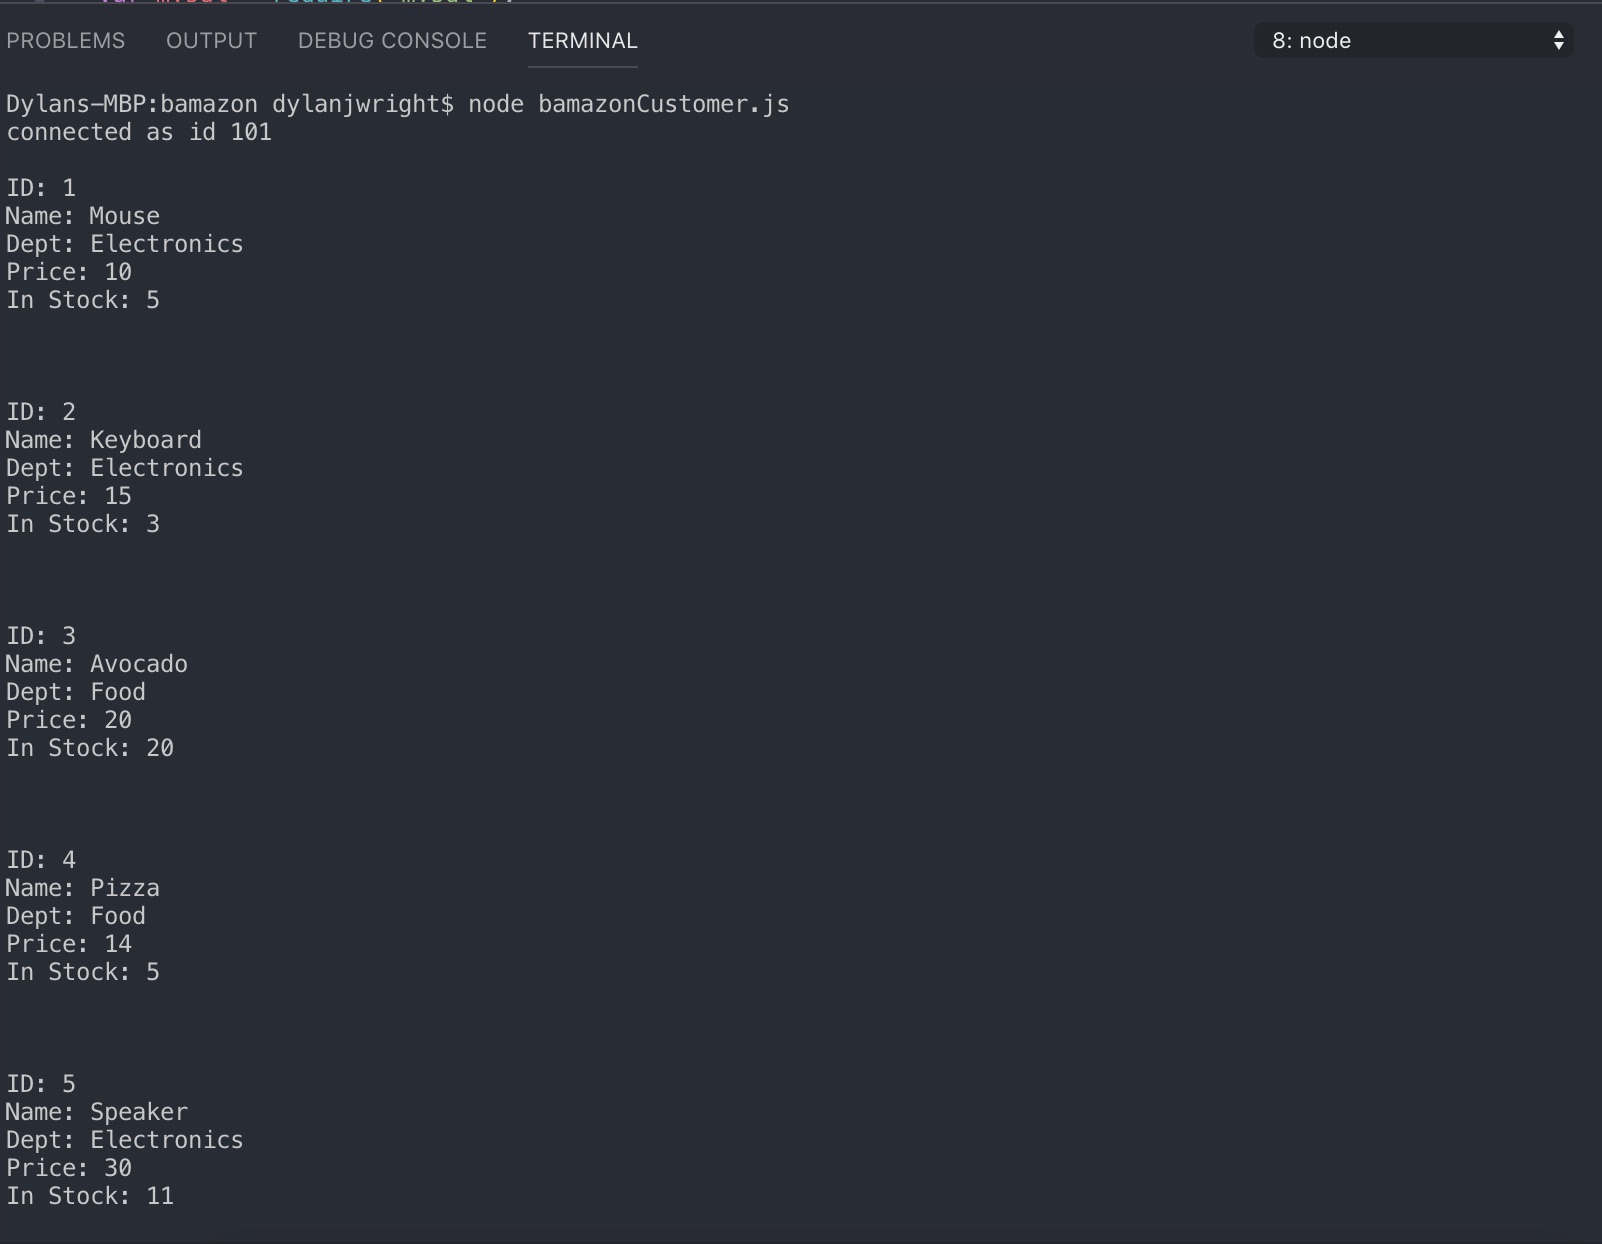 PROBLEMS OUTPUT DEBUG CONSOLE TERMINAL 8: node
Dylans-MBP:bamazon dylanjwright$ node bamazonCustomer.js
connected as id 101
ID: 1
Name: Mouse
Dept: Electronics
Price: 10
In Stock: 5
ID: 2
Name: Keyboard
Dept: Electronics
Price: 15
In Stock: 3
ID: 3
Name: Avocado
Dept: Food
Price: 20
In Stock: 20
ID: 4
Name: Pizza
Dept: Food
Price: 14
In Stock: 5
ID: 5
Name: Speaker
Dept: Electronics
Price: 30
In Stock: 11